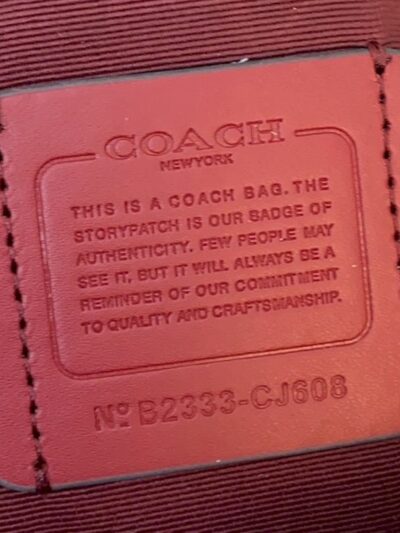 COACH
NEW YORK
THIS IS A COACH BAG. THE
STORYPATCH IS OUR BADGE OF
AUTHENTICITY. FEW PEOPLE MAY
SEE IT, BUT IT WILL ALWAYS BE A
REMINDER OF OUR COMMITMENT
TO QUALITY AND CRAFTSMANSHIP.
Nº B2333-CJ608